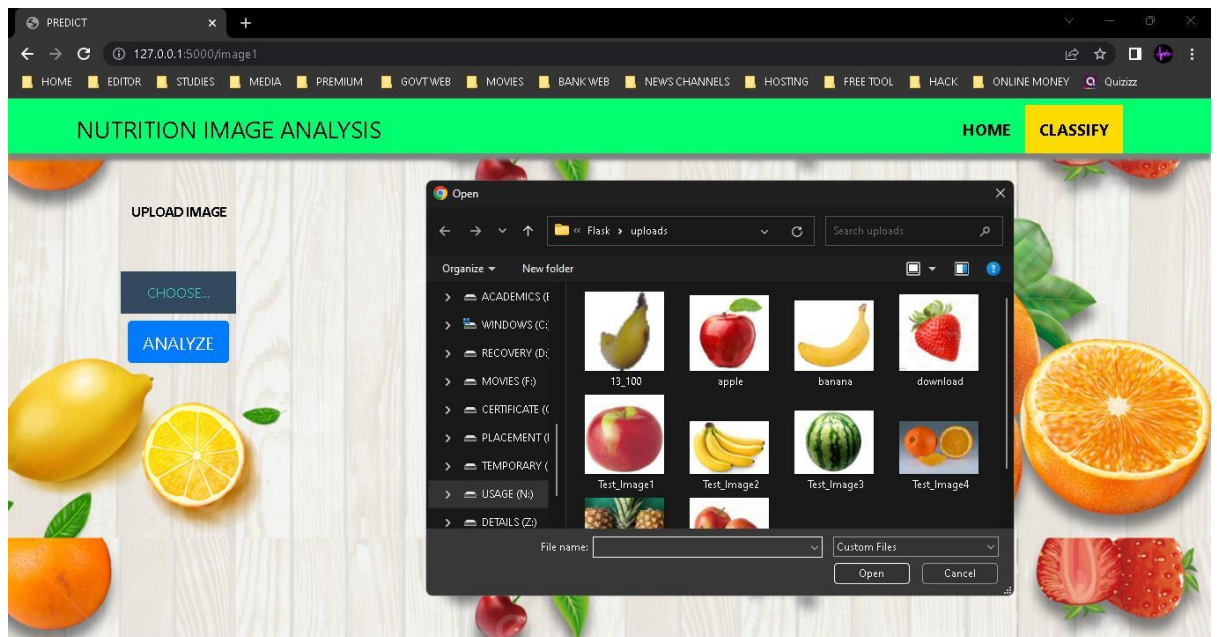 PREDICT
127.0.0.1:5000/image1
HOME EDITOR STUDIES MEDIA PREMIUM GOVT WEB MOVIES BANK WEB NEWS CHANNELS HOSTING FREE TOOL HACK ONLINE MONEY Quizizz
NUTRITION IMAGE ANALYSIS HOME CLASSIFY
UPLOAD IMAGE
CHOOSE...
ANALYZE
Open
« Flask › uploads Search uploads
Organize New folder
ACADEMICS (E
WINDOWS (C:)
RECOVERY (D:)
MOVIES (F:)
CERTIFICATE (
PLACEMENT (
TEMPORARY (
USAGE (N:)
DETAILS (Z:)
13_100 apple banana download
Test_Image1 Test_Image2 Test_Image3 Test_Image4
File name: Custom Files
Open Cancel